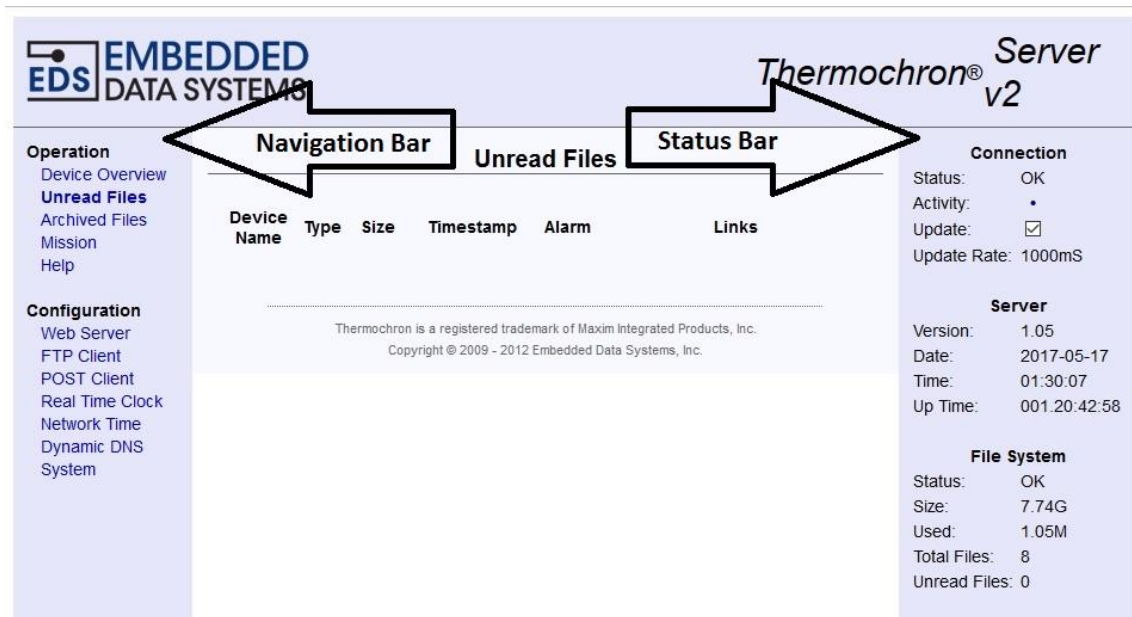 EDS EMBEDDED
DATA SYSTEMS
Thermochron® Server
v2
Navigation Bar
Status Bar
Operation
Device Overview
Unread Files
Archived Files
Mission
Help
Configuration
Web Server
FTP Client
POST Client
Real Time Clock
Network Time
Dynamic DNS
System
Unread Files
Device Name Type Size Timestamp Alarm Links
Thermochron is a registered trademark of Maxim Integrated Products, Inc.
Copyright © 2009 - 2012 Embedded Data Systems, Inc.
Connection
Status: OK
Activity: •
Update: ☑
Update Rate: 1000mS
Server
Version: 1.05
Date: 2017-05-17
Time: 01:30:07
Up Time: 001.20:42:58
File System
Status: OK
Size: 7.74G
Used: 1.05M
Total Files: 8
Unread Files: 0